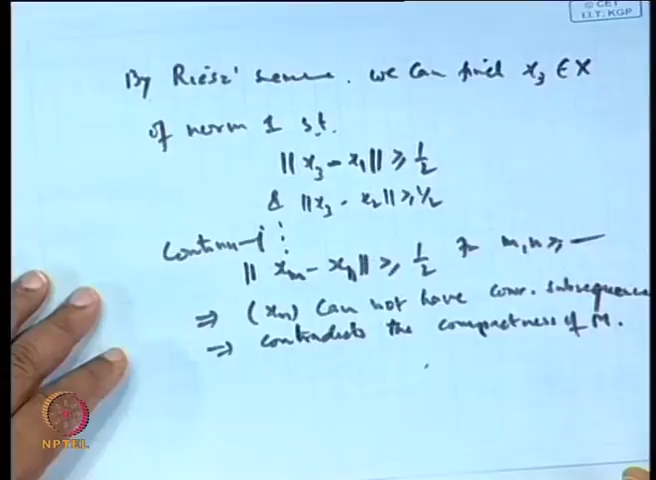 © CET
I.I.T. KGP
By Riesz' lemma. we can find x₃ ∈ X
of norm 1 s.t.
|| x₃ - x₁ || ≥ 1/2
& || x₃ - x₂ || ≥ 1/2
|| xₘ - xₙ || ≥ 1/2 for m, n ≥ —
⇒ (xₙ) can not have conv. subsequence
⇒ contradicts the compactness of M.
NPTEL